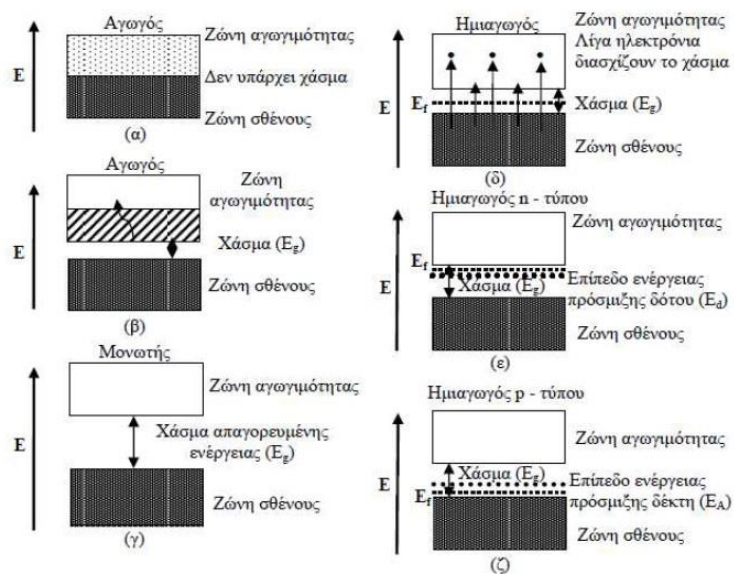 Αγωγός
Ζώνη αγωγιμότητας
Δεν υπάρχει χάσμα
E
Ζώνη σθένους
(α)
Αγωγός
Ζώνη
αγωγιμότητας
E
Χάσμα (Eg)
Ζώνη σθένους
(β)
Μονωτής
Ζώνη αγωγιμότητας
E
Χάσμα απαγορευμένης
ενέργειας (Eg)
Ζώνη σθένους
(γ)
Ημιαγωγός
Ζώνη αγωγιμότητας
Λίγα ηλεκτρόνια
διασχίζουν το χάσμα
E
Ef
Χάσμα (Eg)
Ζώνη σθένους
(δ)
Ημιαγωγός n - τύπου
Ζώνη αγωγιμότητας
Ef
E
Χάσμα (Eg)
Επίπεδο ενέργειας
πρόσμιξης δότου (Ed)
Ζώνη σθένους
(ε)
Ημιαγωγός p - τύπου
Ζώνη αγωγιμότητας
E
Χάσμα (Eg)
Ef
Επίπεδο ενέργειας
πρόσμιξης δέκτη (EA)
Ζώνη σθένους
(ζ)